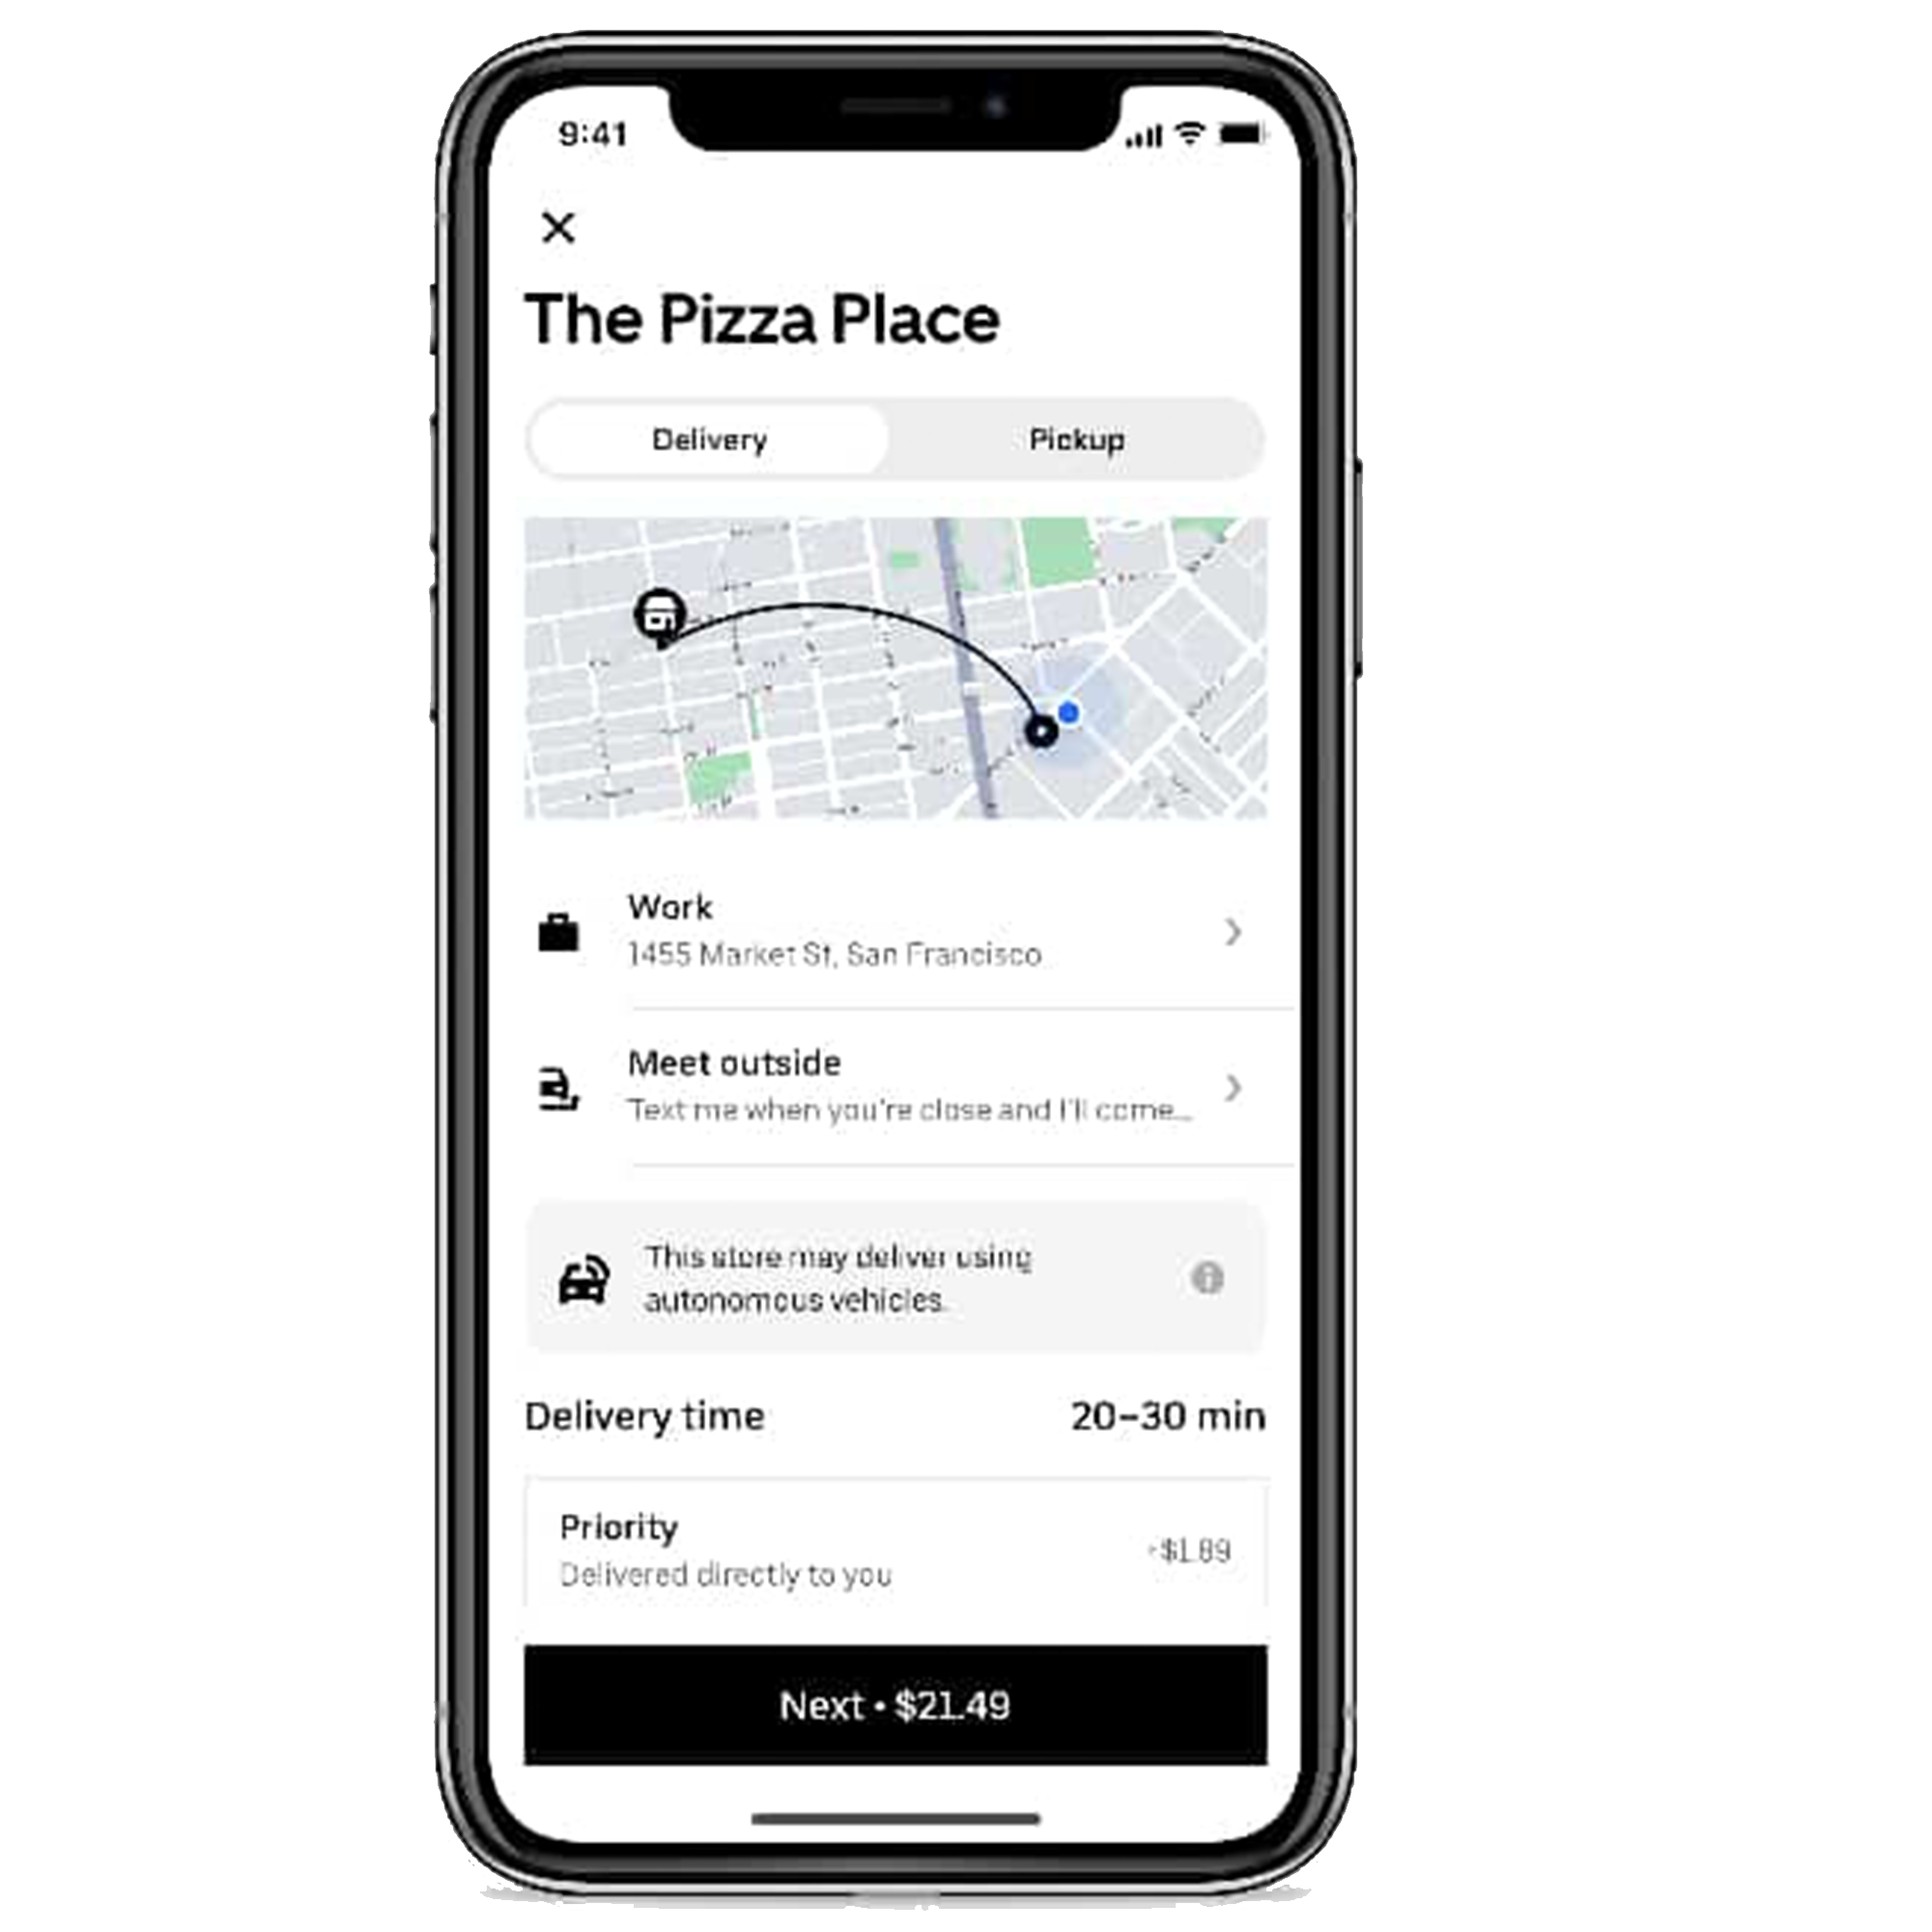 9:41
The Pizza Place
Delivery
Pickup
Work
1455 Market St, San Francisco
Meet outside
Text me when you're close and I'll come...
This store may deliver using
autonomous vehicles.
Delivery time
20–30 min
Priority
+$1.89
Delivered directly to you
Next • $21.49